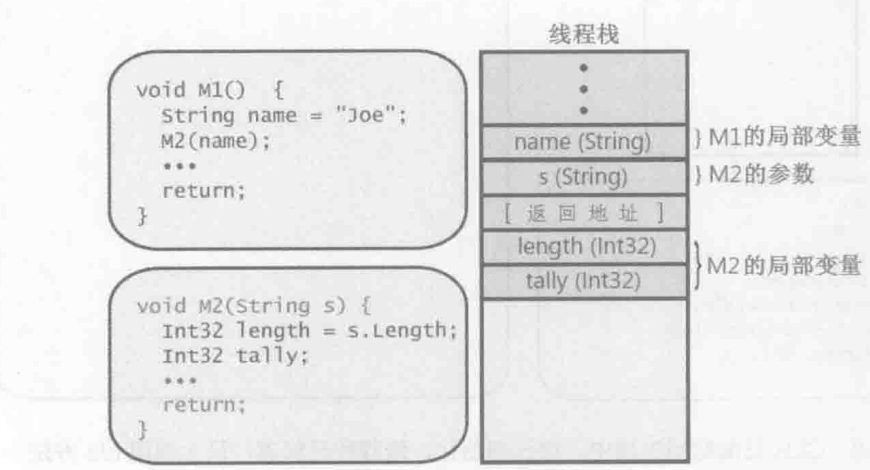 线程栈
void M1() {
String name = "Joe";
M2(name);
•••
return;
}
void M2(String s) {
Int32 length = s.Length;
Int32 tally;
•••
return;
}
name (String)
s (String)
[ 返回地址 ]
length (Int32)
tally (Int32)
} M1的局部变量
} M2的参数
} M2的局部变量